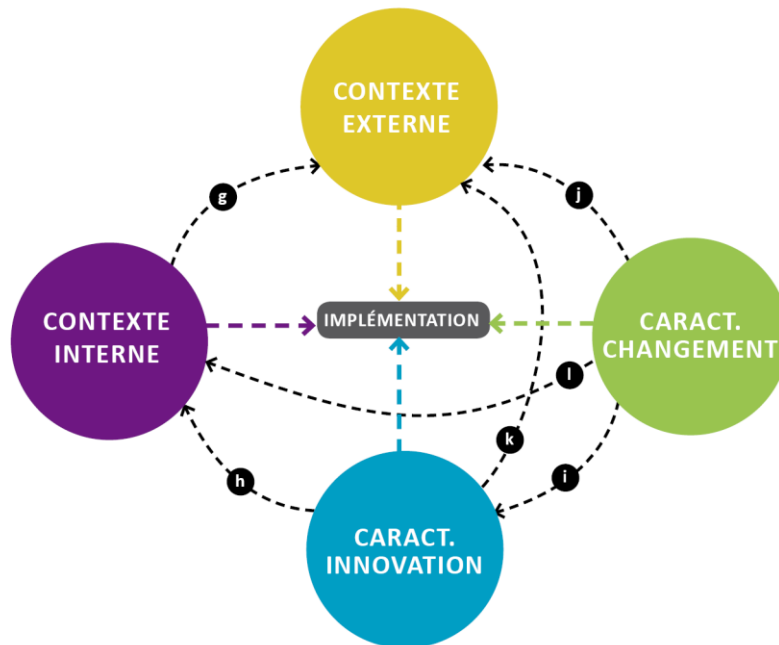 CONTEXTE
EXTERNE
g
j
CONTEXTE
INTERNE
IMPLÉMENTATION
CARACT.
CHANGEMENT
l
k
h
i
CARACT.
INNOVATION